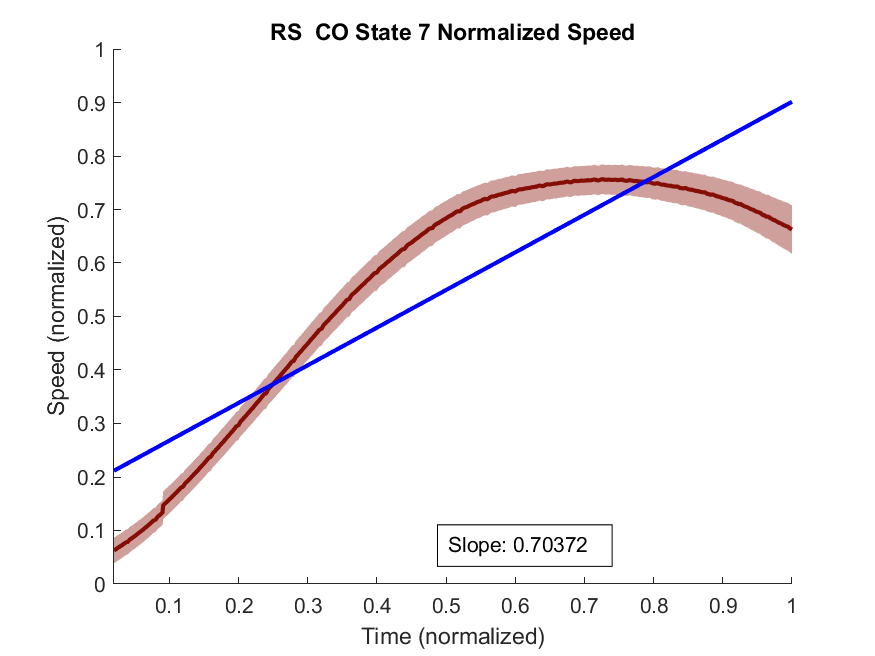 RS  CO State 7 Normalized Speed
1
0.9
0.8
0.7
0.6
0.5
0.4
0.3
0.2
0.1
0
Speed (normalized)
Slope: 0.70372
0.1 0.2 0.3 0.4 0.5 0.6 0.7 0.8 0.9 1
Time (normalized)